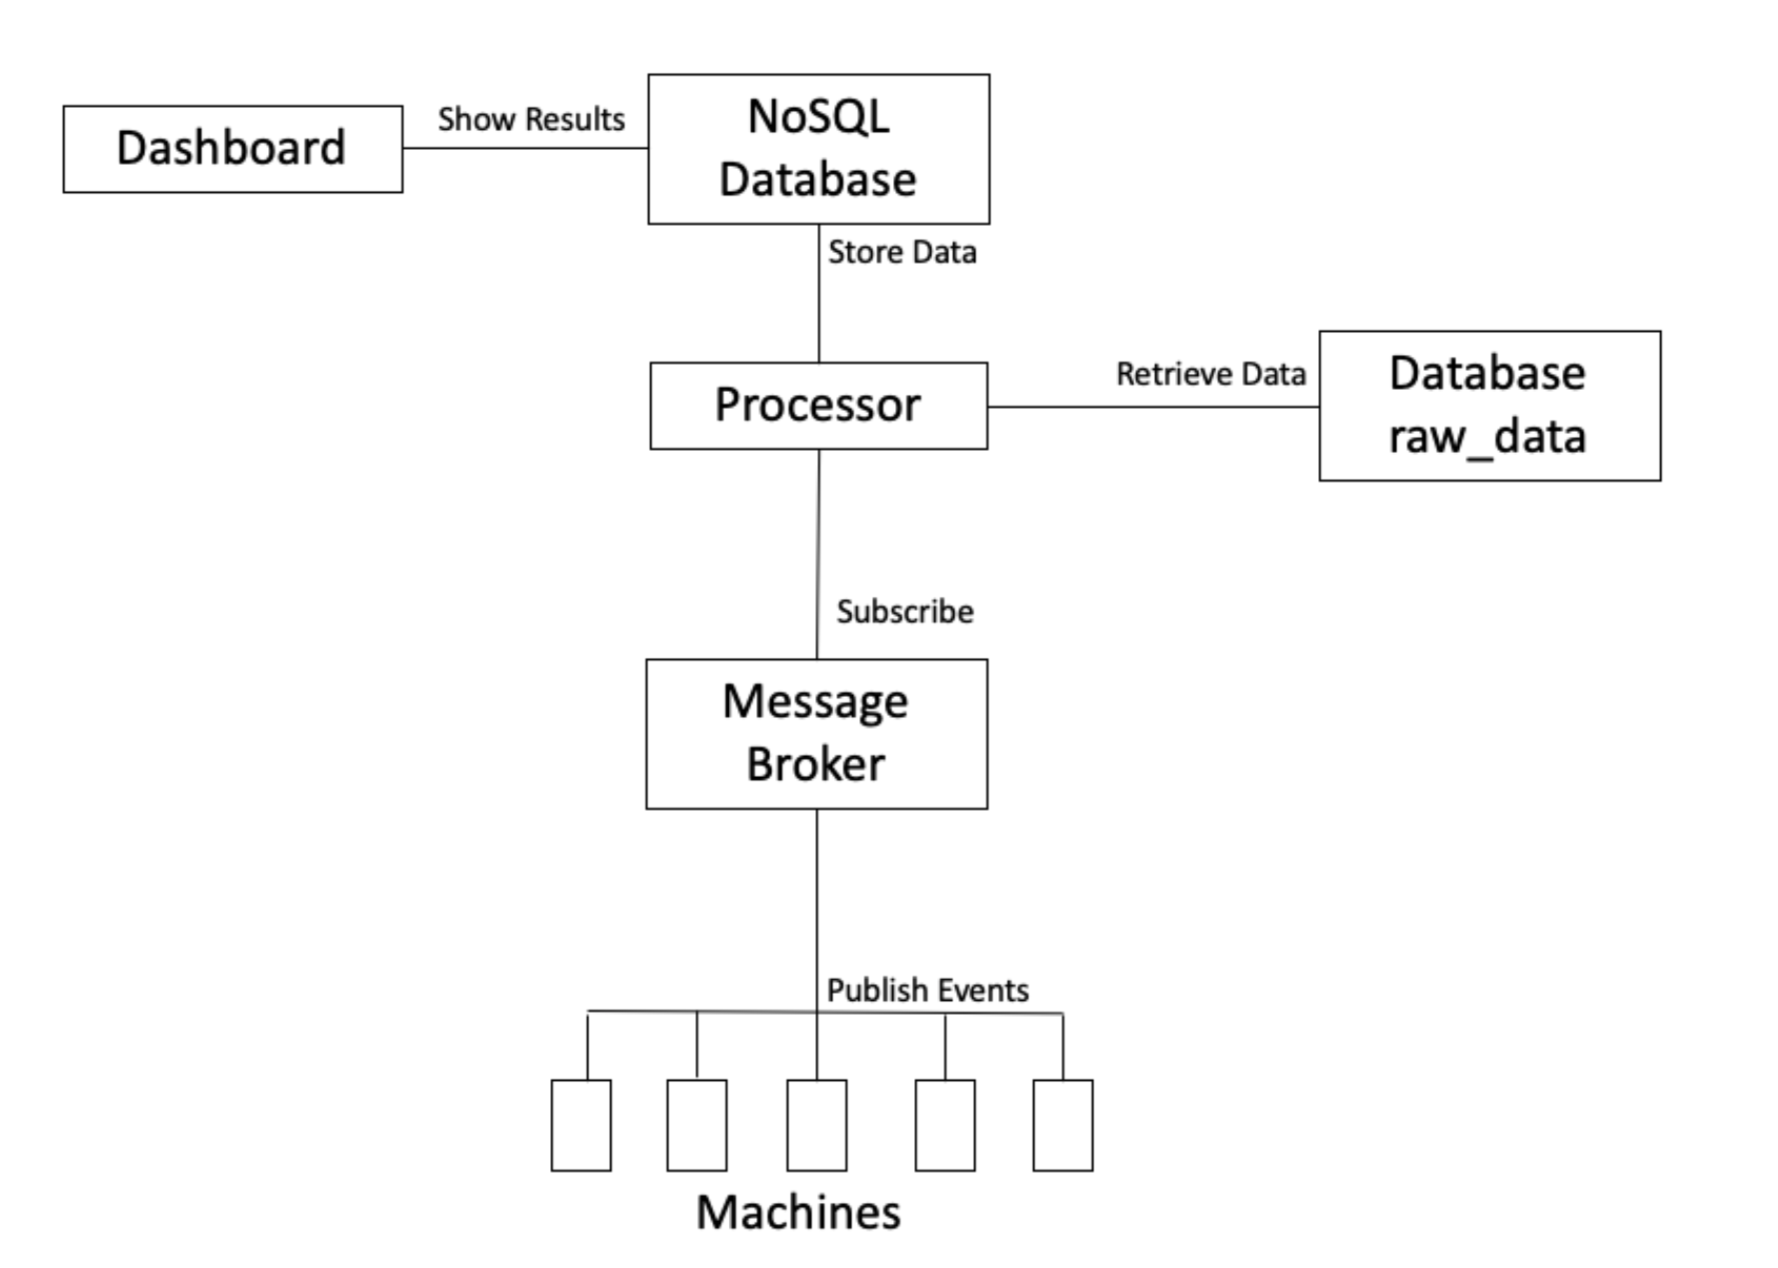 Dashboard
Show Results
NoSQL
Database
Store Data
Processor
Retrieve Data
Database
raw_data
Subscribe
Message
Broker
Publish Events
Machines